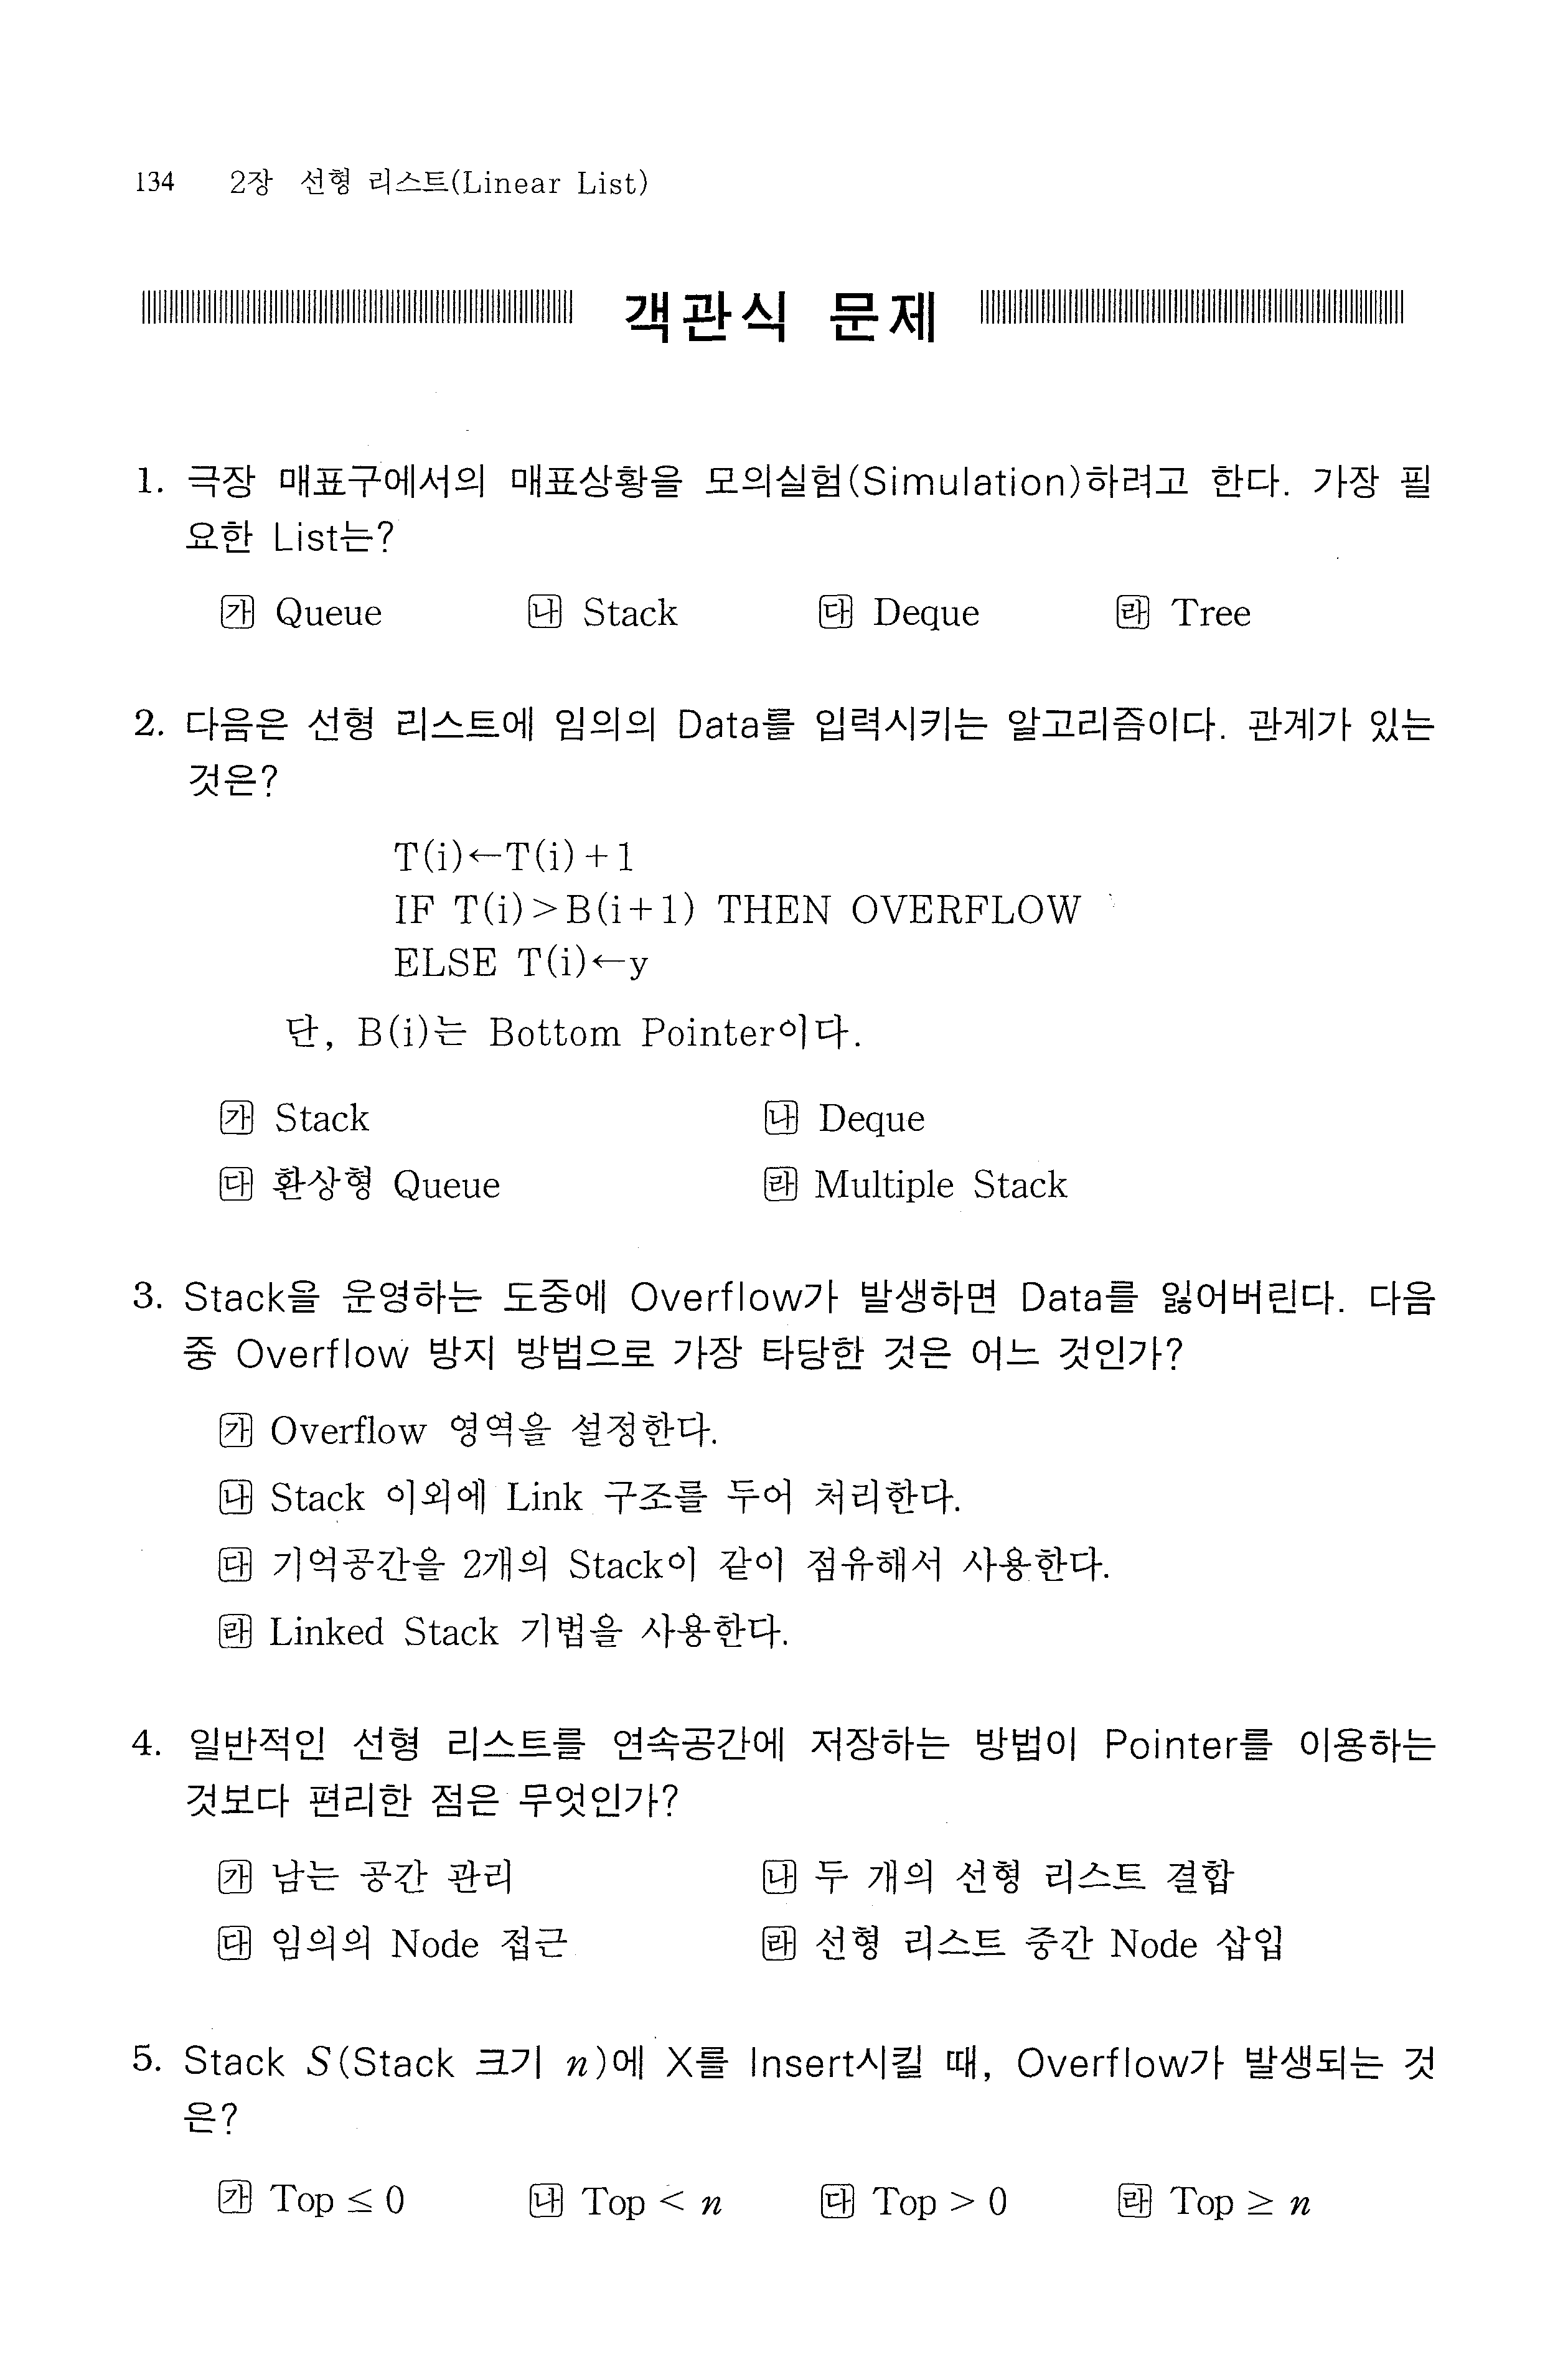 134 2장 선형 리스트(Linear List)
객관식 문제
1. 극장 매표구에서의 매표상황을 모의실험(Simulation)하려고 한다. 가장 필
요한 List는?
㉮ Queue ㉯ Stack ㉰ Deque ㉱ Tree
2. 다음은 선형 리스트에 임의의 Data를 입력시키는 알고리즘이다. 관계가 있는
것은?
T(i)←T(i)+1
IF T(i)>B(i+1) THEN OVERFLOW
ELSE T(i)←y
단, B(i)는 Bottom Pointer이다.
㉮ Stack ㉯ Deque
㉰ 환상형 Queue ㉱ Multiple Stack
3. Stack을 운영하는 도중에 Overflow가 발생하면 Data를 잃어버린다. 다음
중 Overflow 방지 방법으로 가장 타당한 것은 어느 것인가?
㉮ Overflow 영역을 설정한다.
㉯ Stack 이외에 Link 구조를 두어 처리한다.
㉰ 기억공간을 2개의 Stack이 같이 점유해서 사용한다.
㉱ Linked Stack 기법을 사용한다.
4. 일반적인 선형 리스트를 연속공간에 저장하는 방법이 Pointer를 이용하는
것보다 편리한 점은 무엇인가?
㉮ 남는 공간 관리 ㉯ 두 개의 선형 리스트 결합
㉰ 임의의 Node 접근 ㉱ 선형 리스트 중간 Node 삽입
5. Stack S(Stack 크기 n)에 X를 Insert시킬 때, Overflow가 발생되는 것
은?
㉮ Top ≤ 0 ㉯ Top < n ㉰ Top > 0 ㉱ Top ≥ n